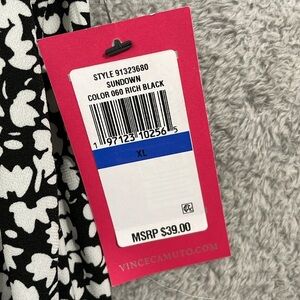 STYLE 91323680
SUNDOWN
COLOR 060 RICH BLACK
1 97123 10256 5
XL
MSRP $39.00
VINCECAMUTO.COM